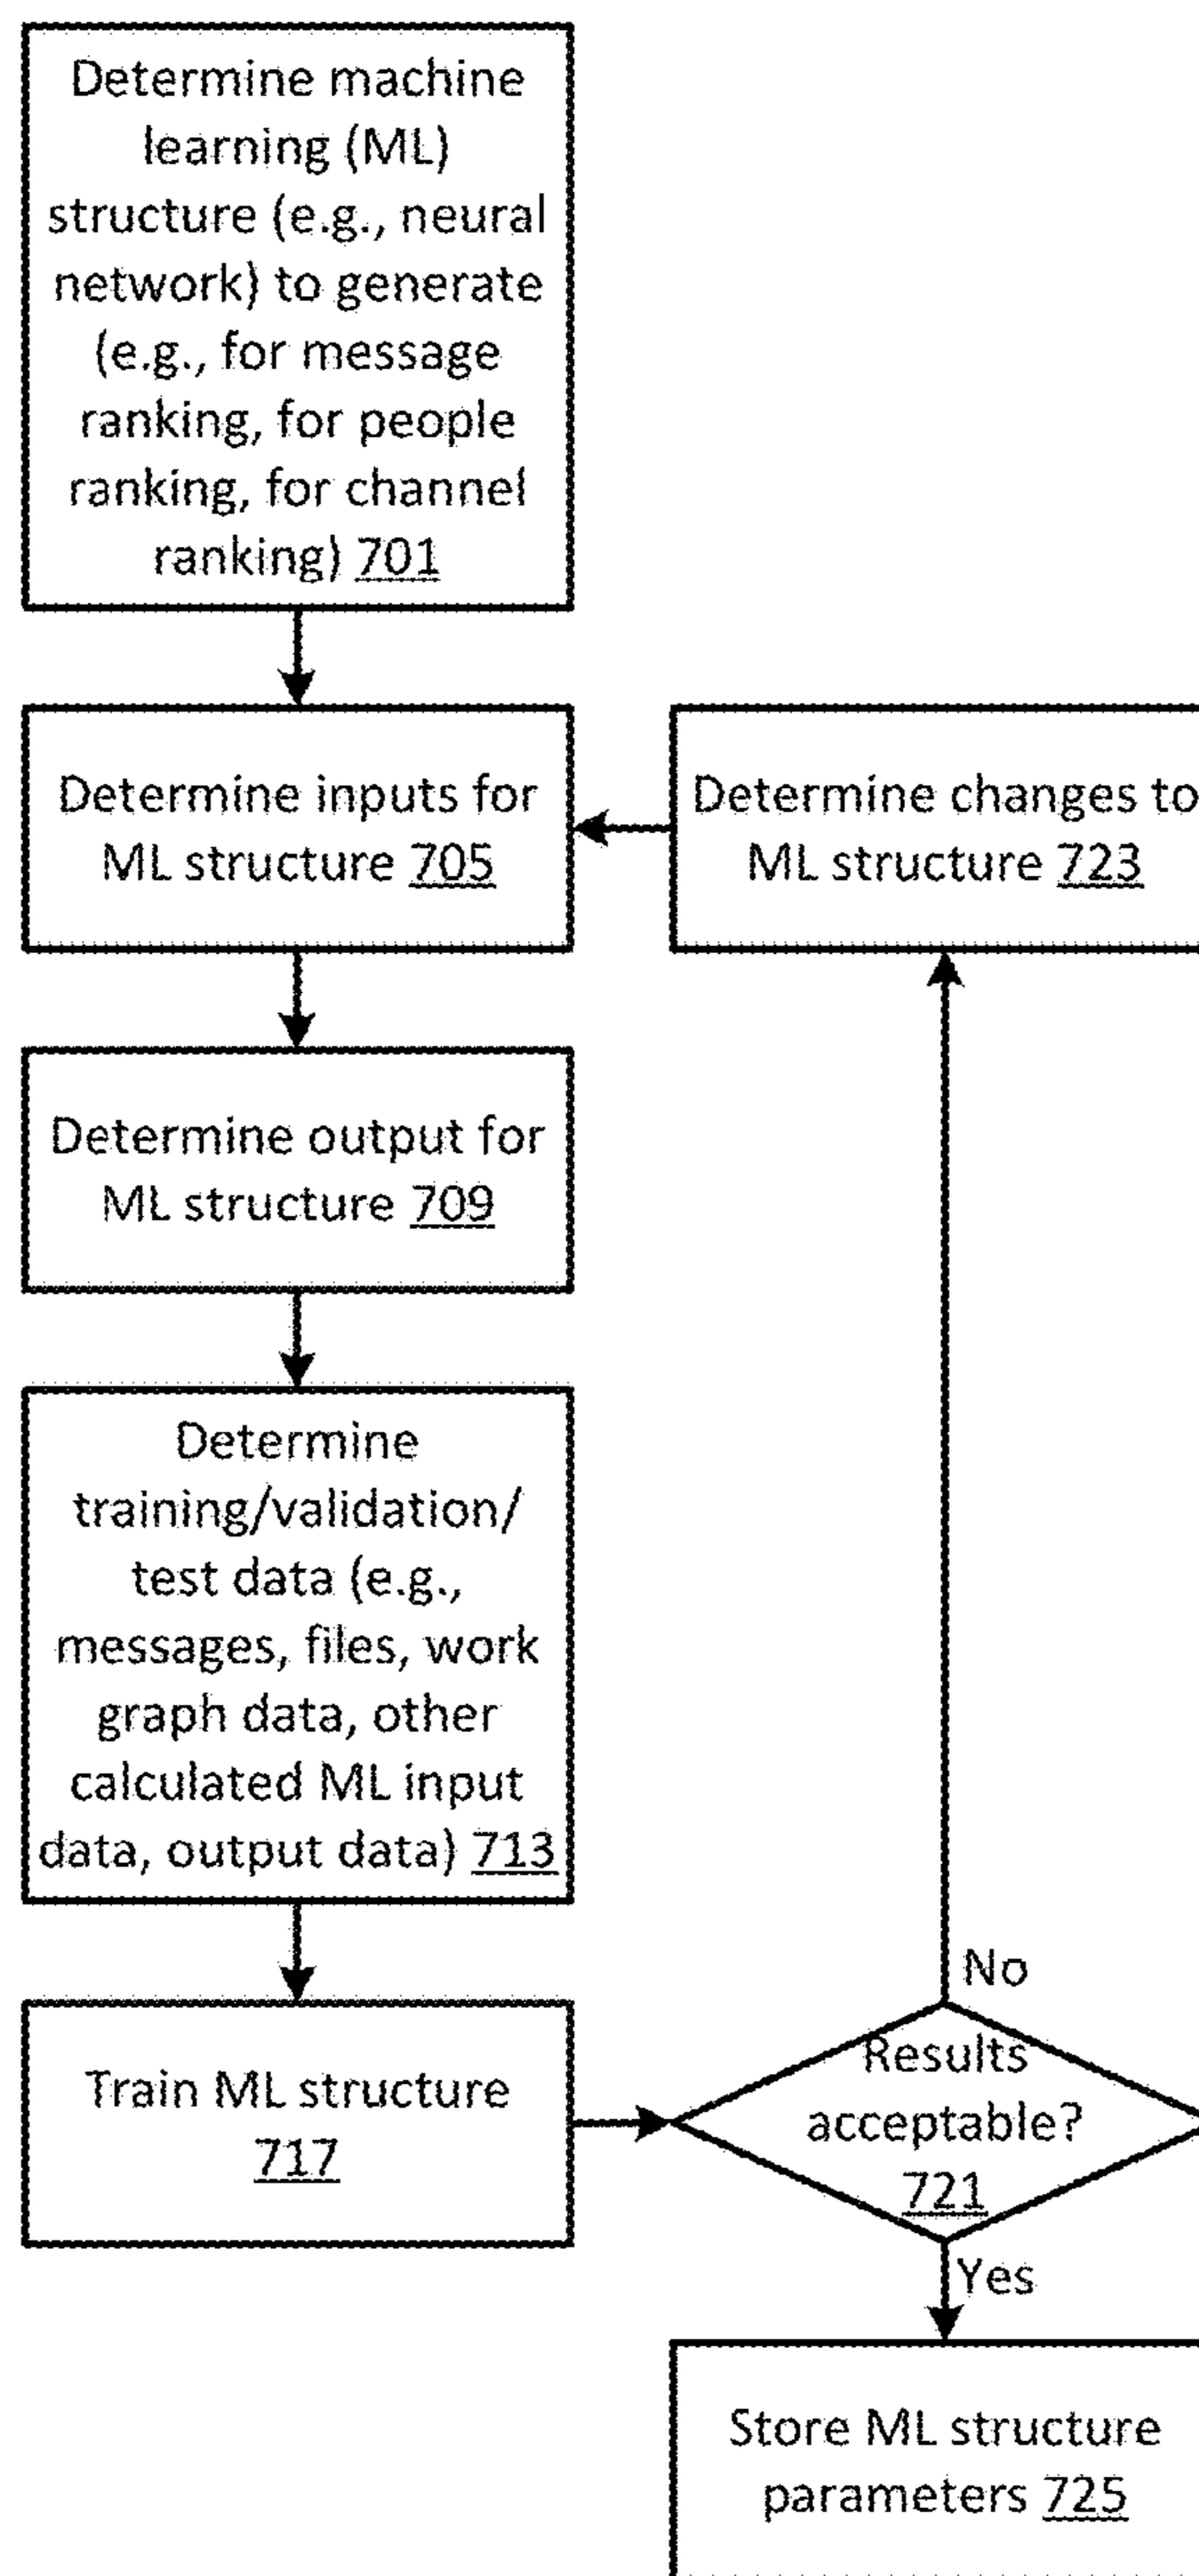 Determine machine
learning (ML)
structure (e.g., neural
network) to generate
(e.g., for message
ranking, for people
ranking, for channel
ranking) 701
Determine inputs for
ML structure 705
Determine changes to
ML structure 723
Determine output for
ML structure 709
Determine
training/validation/
test data (e.g.,
messages, files, work
graph data, other
calculated ML input
data, output data) 713
Train ML structure
717
No
Results
acceptable?
721
Yes
Store ML structure
parameters 725